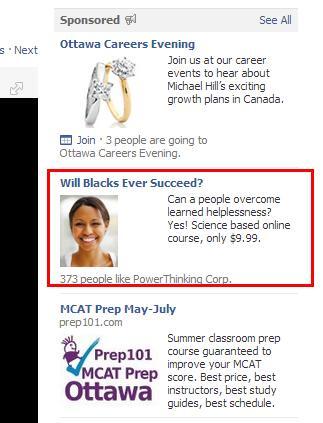 Sponsored
See All
s · Next
Ottawa Careers Evening
Join us at our career
events to hear about
Michael Hill's exciting
growth plans in Canada.
Join · 3 people are going to
Ottawa Careers Evening.
Will Blacks Ever Succeed?
Can a people overcome
learned helplessness?
Yes! Science based online
course, only $9.99.
373 people like PowerThinking Corp.
MCAT Prep May-July
prep101.com
Prep101
MCAT Prep
Ottawa
Summer classroom prep
course guaranteed to
improve your MCAT
score. Best price, best
instructors, best study
guides, best schedule.